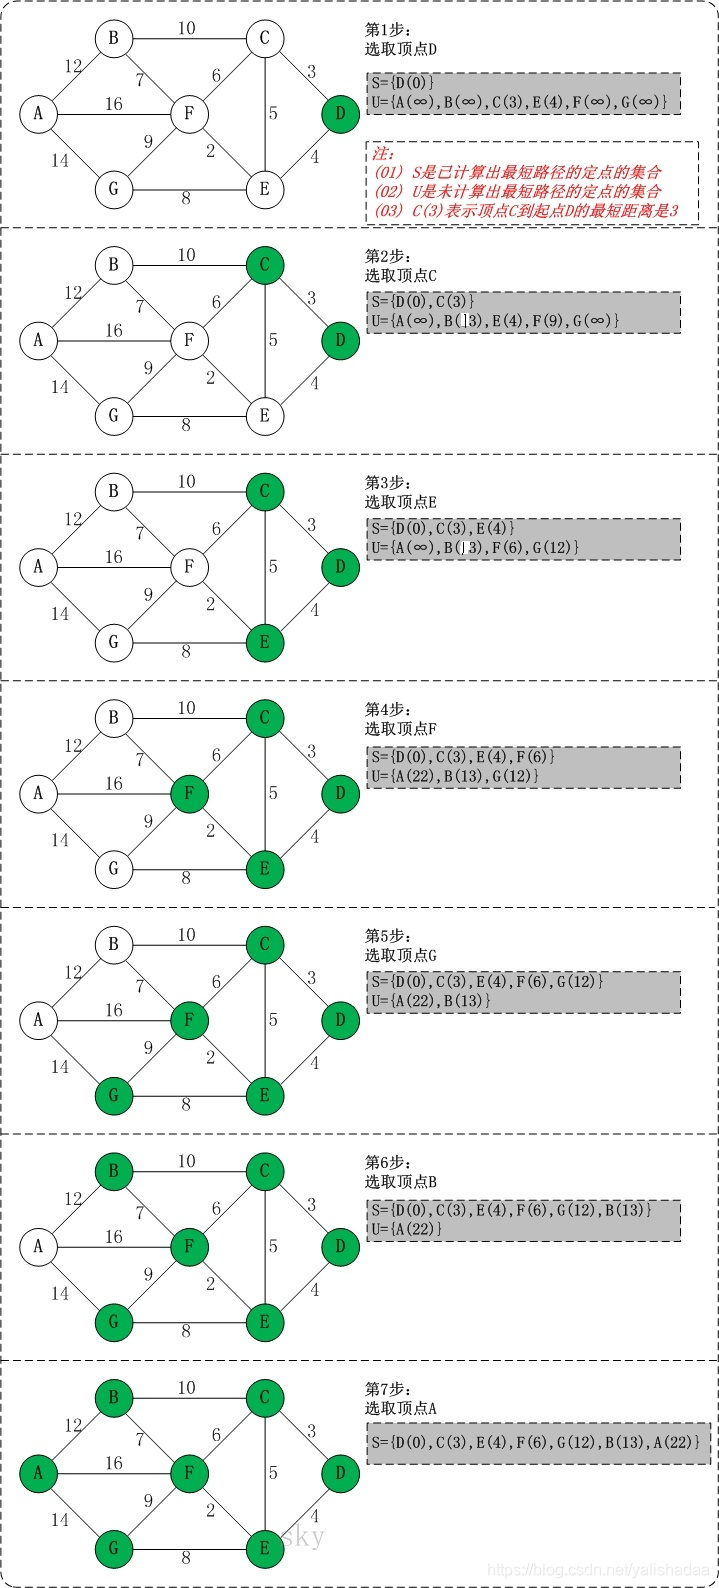 10
B C
12 7 6 3
16
A F 5 D
9 2 4
14
G E
8
第1步:
选取顶点D
S={D(0)}
U={A(∞),B(∞),C(3),E(4),F(∞),G(∞)}
注:
(01) S是已计算出最短路径的定点的集合
(02) U是未计算出最短路径的定点的集合
(03) C(3)表示顶点C到起点D的最短距离是3
10
B C
12 7 6 3
16
A F 5 D
9 2 4
14
G E
8
第2步:
选取顶点C
S={D(0),C(3)}
U={A(∞),B(13),E(4),F(9),G(∞)}
10
B C
12 7 6 3
16
A F 5 D
9 2 4
14
G E
8
第3步:
选取顶点E
S={D(0),C(3),E(4)}
U={A(∞),B(13),F(6),G(12)}
10
B C
12 7 6 3
16
A F 5 D
9 2 4
14
G E
8
第4步:
选取顶点F
S={D(0),C(3),E(4),F(6)}
U={A(22),B(13),G(12)}
10
B C
12 7 6 3
16
A F 5 D
9 2 4
14
G E
8
第5步:
选取顶点G
S={D(0),C(3),E(4),F(6),G(12)}
U={A(22),B(13)}
10
B C
12 7 6 3
16
A F 5 D
9 2 4
14
G E
8
第6步:
选取顶点B
S={D(0),C(3),E(4),F(6),G(12),B(13)}
U={A(22)}
10
B C
12 7 6 3
16
A F 5 D
9 2 4
14
G E
8
第7步:
选取顶点A
S={D(0),C(3),E(4),F(6),G(12),B(13),A(22)}
sky
https://blog.csdn.net/yalishadaa